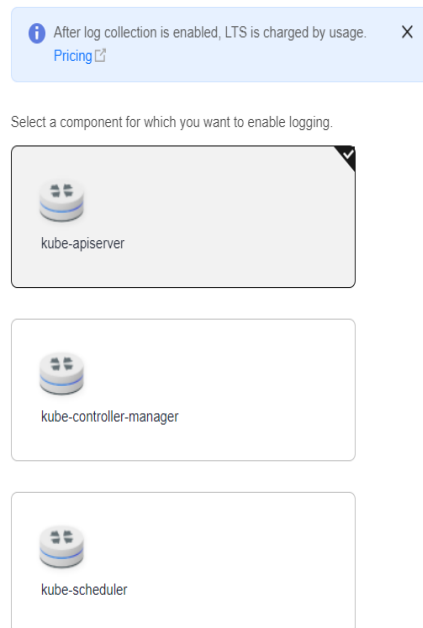 After log collection is enabled, LTS is charged by usage.
Pricing
Select a component for which you want to enable logging.
kube-apiserver
kube-controller-manager
kube-scheduler